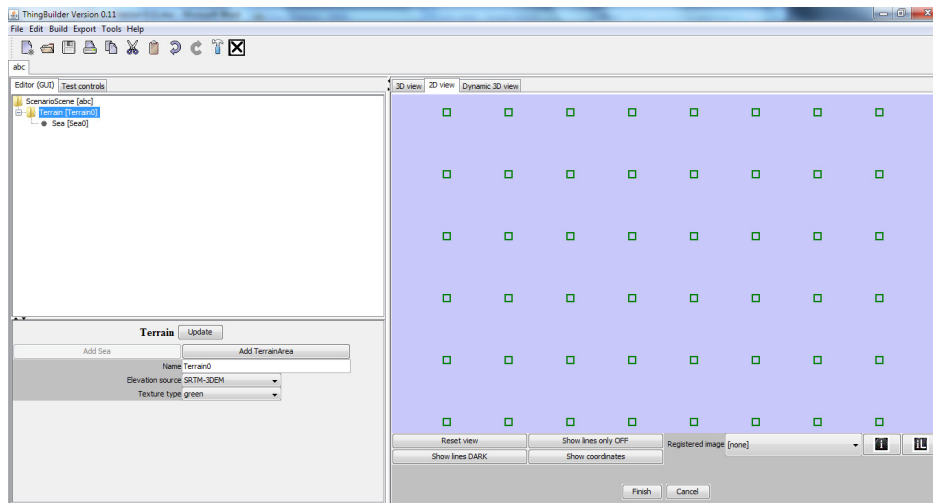 ThingBuilder Version 0.11
File Edit Build Export Tools Help
abc
Editor (GUI) Test controls
3D view 2D view Dynamic 3D view
ScenarioScene [abc]
Terrain [Terrain0]
Sea [Sea0]
Terrain Update
Add Sea Add TerrainArea
Name Terrain0
Elevation source SRTM-3DEM
Texture type green
Reset view Show lines only OFF Registered image [none]
Show lines DARK Show coordinates
Finish Cancel